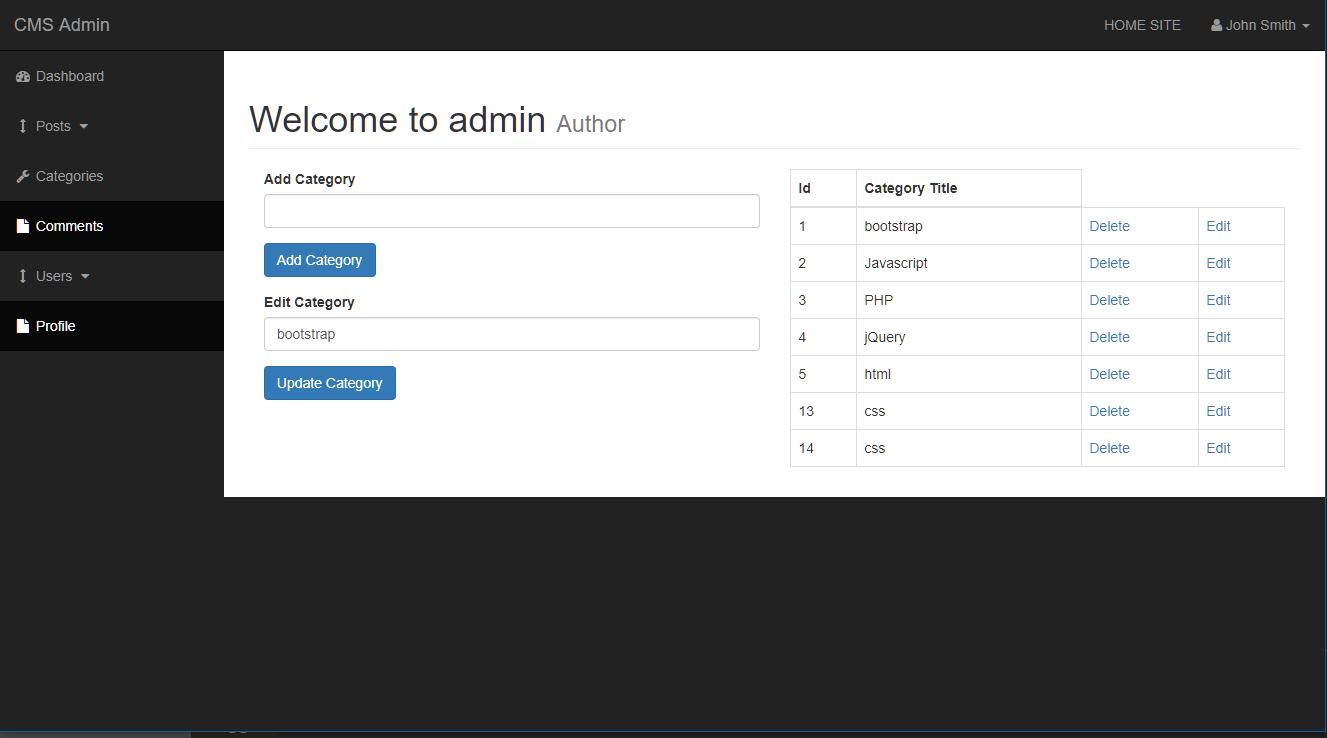 CMS Admin
HOME SITE
John Smith
Dashboard
Posts
Categories
Comments
Users
Profile
Welcome to admin Author
Add Category
Add Category
Edit Category
bootstrap
Update Category
Id Category Title
1 bootstrap Delete Edit
2 Javascript Delete Edit
3 PHP Delete Edit
4 jQuery Delete Edit
5 html Delete Edit
13 css Delete Edit
14 css Delete Edit